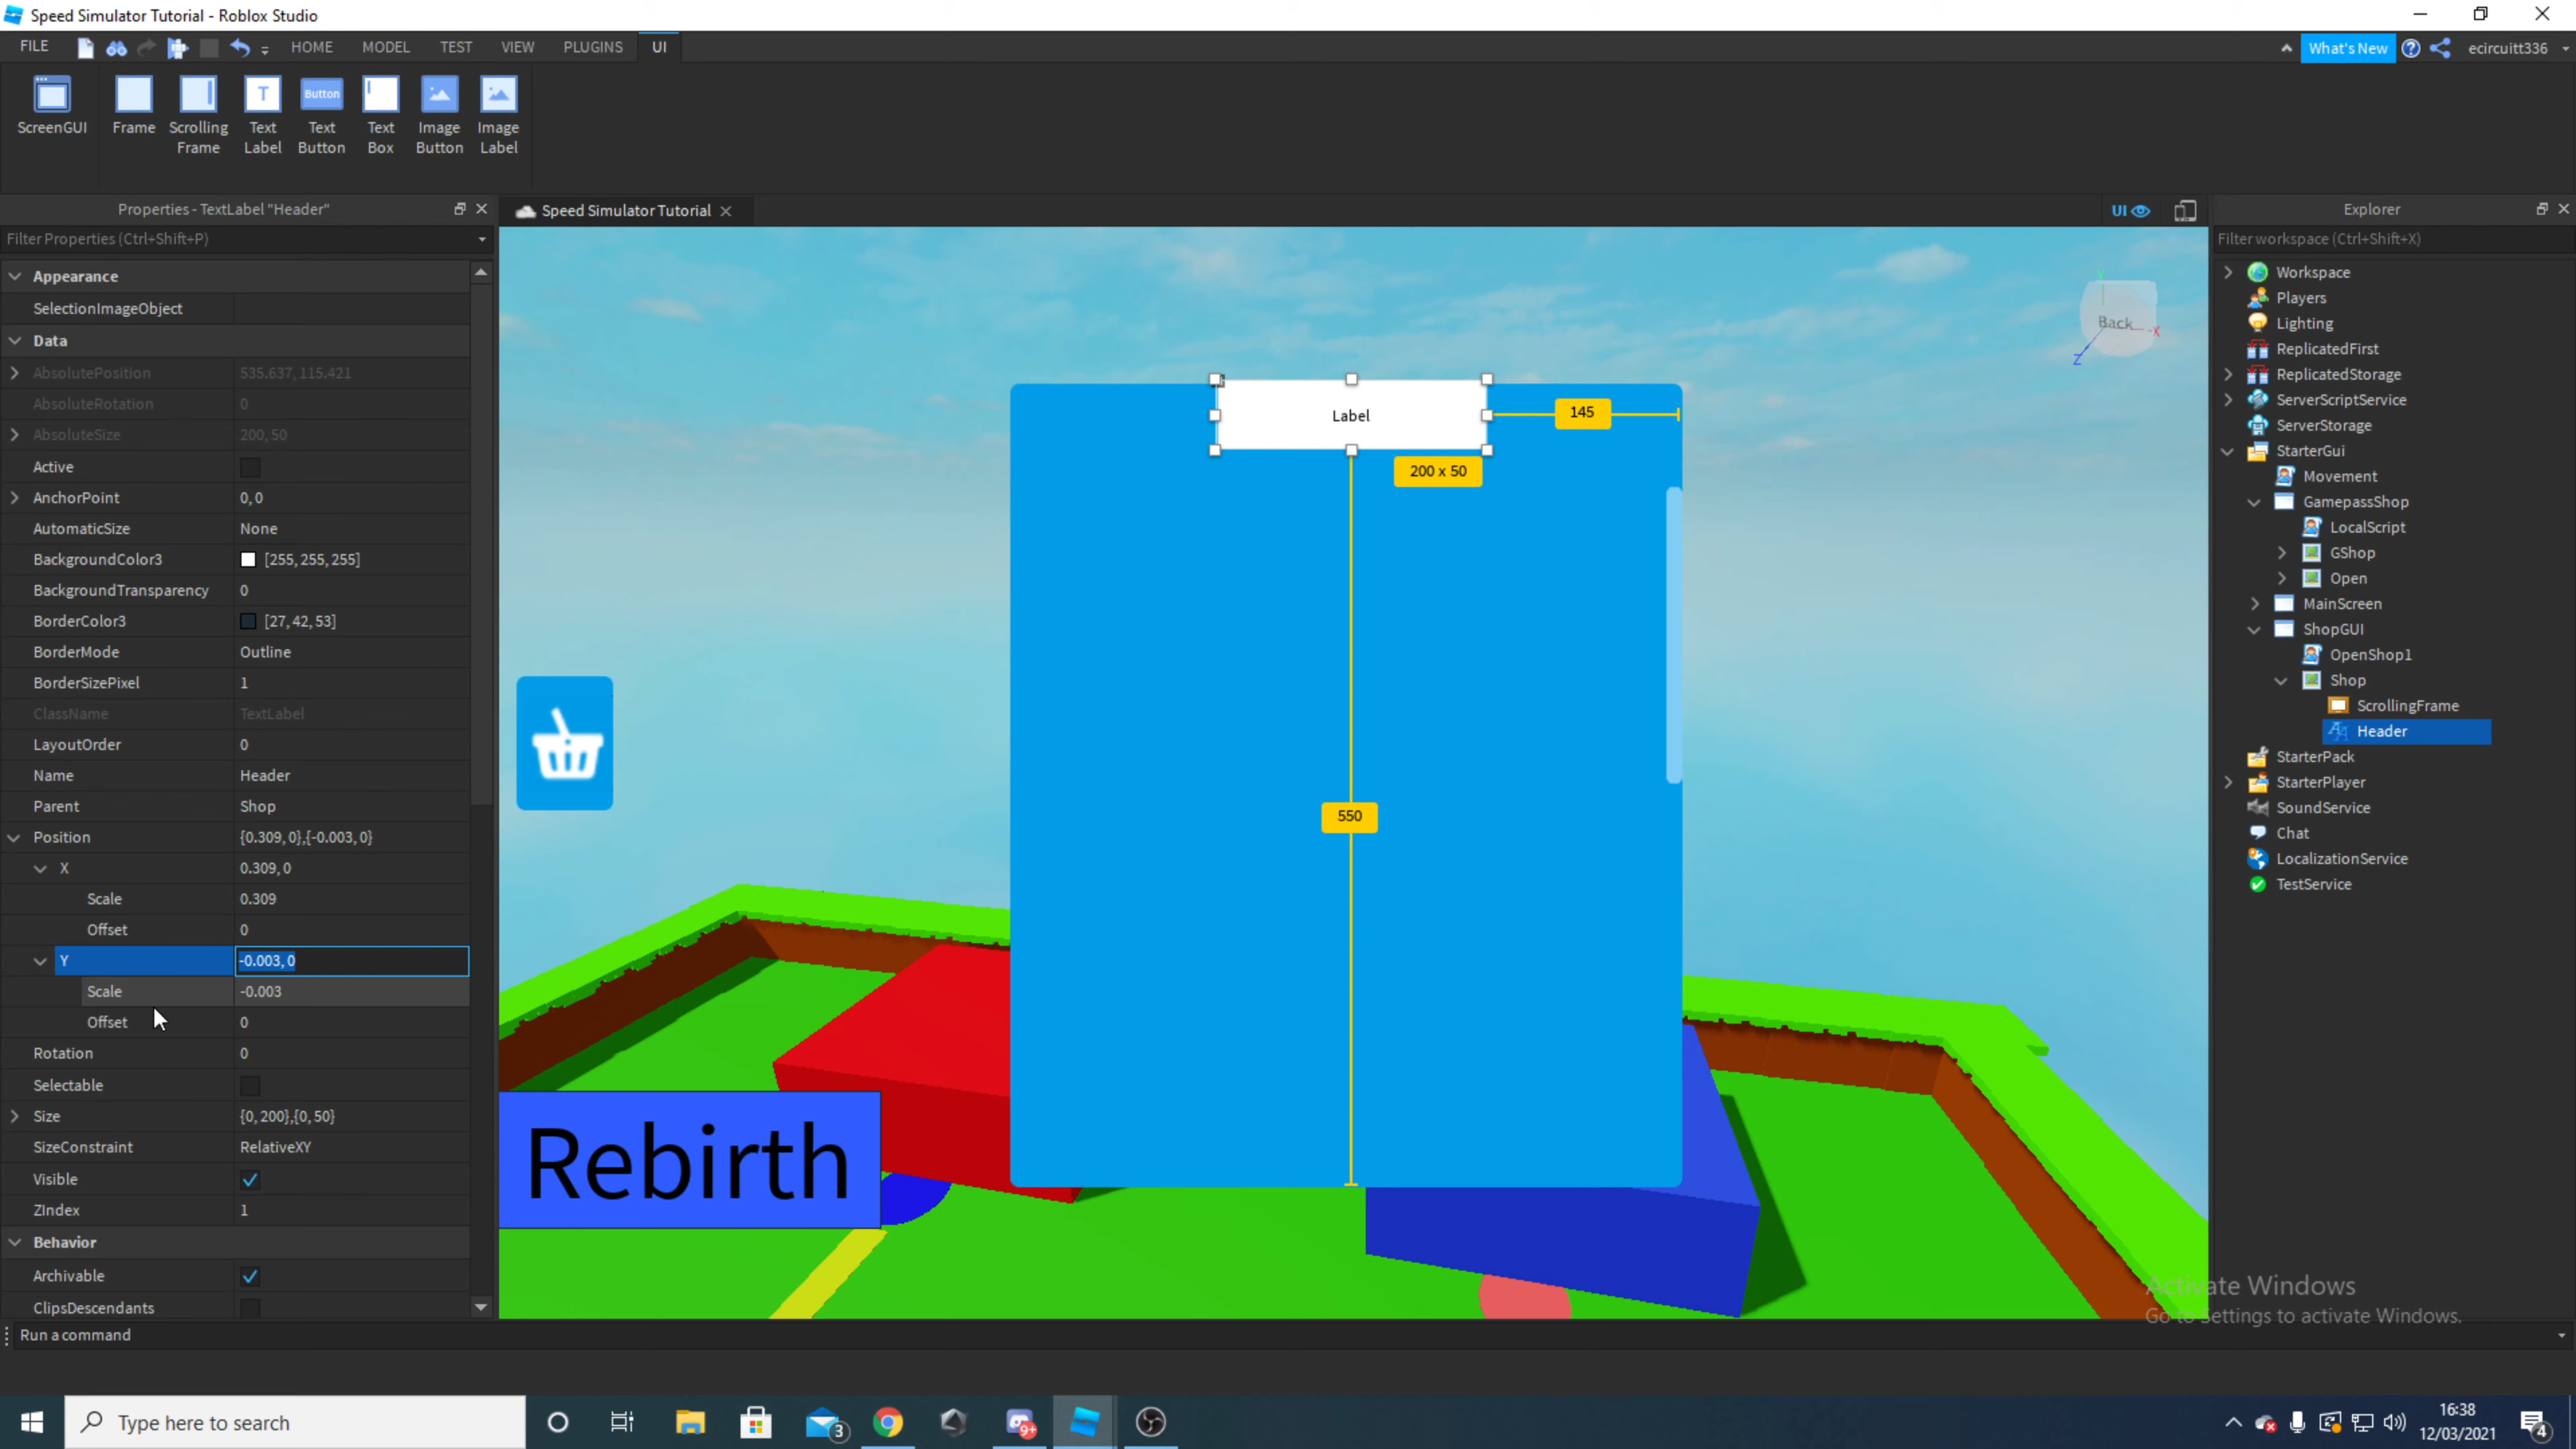 Speed Simulator Tutorial - Roblox Studio
FILE HOME MODEL TEST VIEW PLUGINS UI What's New ecircuitt336
ScreenGUI Frame Scrolling Frame Text Label Button Text Button Text Box Image Button Image Label
Properties - TextLabel "Header"
Filter Properties (Ctrl+Shift+P)
Appearance
SelectionImageObject
Data
AbsolutePosition 535.637, 115.421
AbsoluteRotation 0
AbsoluteSize 200, 50
Active
AnchorPoint 0, 0
AutomaticSize None
BackgroundColor3 [255, 255, 255]
BackgroundTransparency 0
BorderColor3 [27, 42, 53]
BorderMode Outline
BorderSizePixel 1
ClassName TextLabel
LayoutOrder 0
Name Header
Parent Shop
Position {0.309, 0},{-0.003, 0}
X 0.309, 0
Scale 0.309
Offset 0
Y -0.003, 0
Scale -0.003
Offset 0
Rotation 0
Selectable
Size {0, 200},{0, 50}
SizeConstraint RelativeXY
Visible
ZIndex 1
Behavior
Archivable
ClipsDescendants
Speed Simulator Tutorial
UI
Label
145
200 x 50
550
Back
Y
-X
Z
Rebirth
Explorer
Filter workspace (Ctrl+Shift+X)
Workspace
Players
Lighting
ReplicatedFirst
ReplicatedStorage
ServerScriptService
ServerStorage
StarterGui
Movement
GamepassShop
LocalScript
GShop
Open
MainScreen
ShopGUI
OpenShop1
Shop
ScrollingFrame
Header
StarterPack
StarterPlayer
SoundService
Chat
LocalizationService
TestService
Activate Windows
Go to Settings to activate Windows.
Run a command
Type here to search
3
9+
16:38
12/03/2021
4